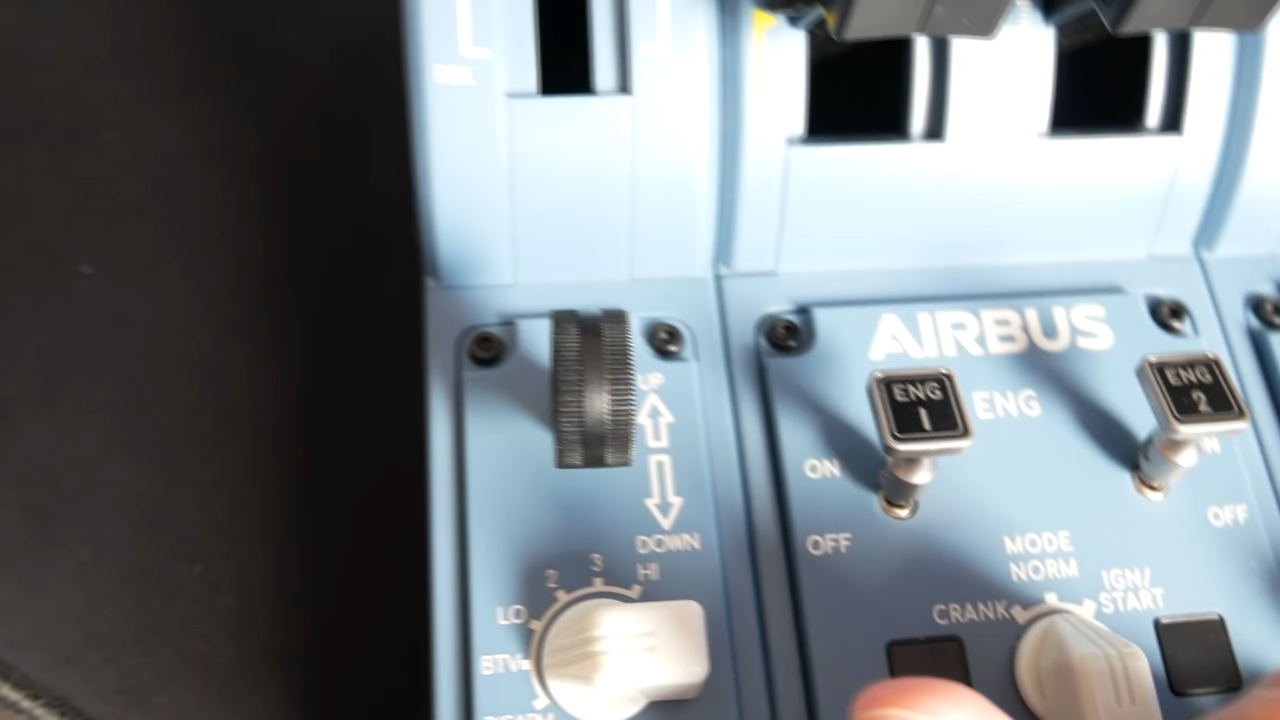 AIRBUS
UP
ENG
1
ENG
ENG
2
ON
OFF
OFF
DOWN
HI
3
2
LO
BTV
MODE
NORM
IGN/
START
CRANK